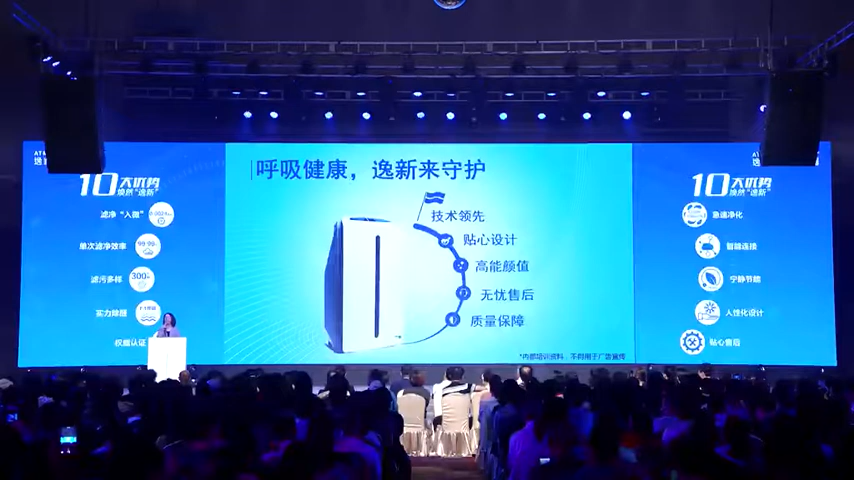 10大优势
焕然“逸新”
滤净“入微”
单次滤净效率
99.99%
滤污多样
300+
实力除醛
权威认证
呼吸健康，逸新来守护
技术领先
贴心设计
高能颜值
无忧售后
质量保障
*内部培训资料，不得用于广告宣传
10大优势
焕然“逸新”
急速净化
智能连接
宁静节能
人性化设计
贴心售后